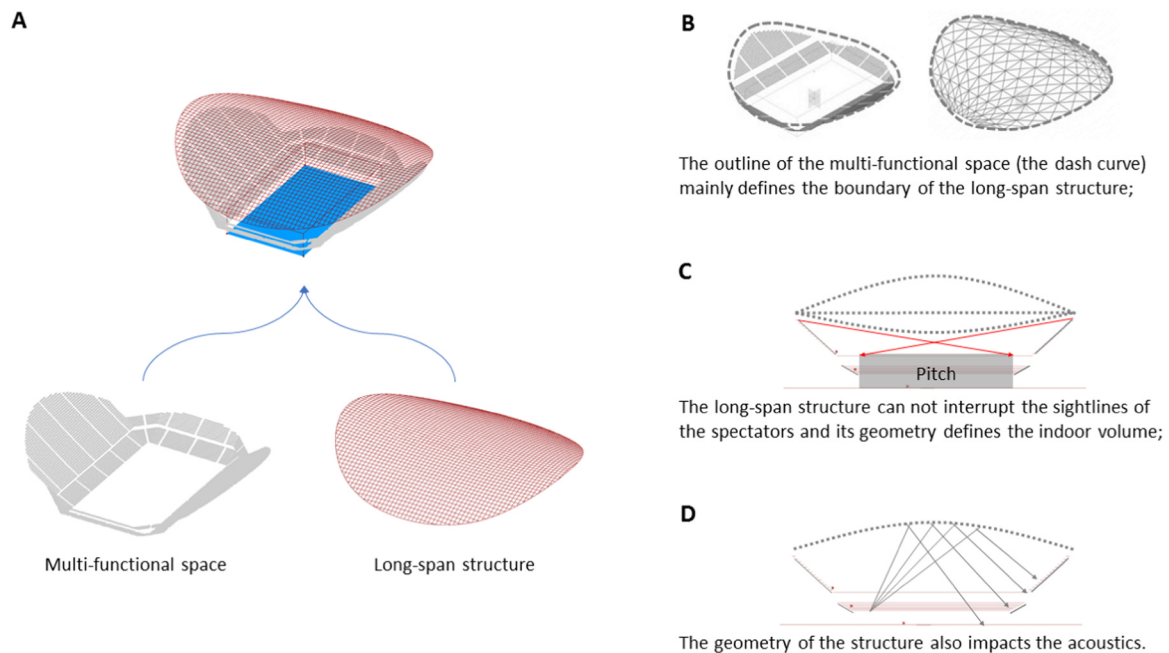 A
Multi-functional space
Long-span structure
B
The outline of the multi-functional space (the dash curve)
mainly defines the boundary of the long-span structure;
C
Pitch
The long-span structure can not interrupt the sightlines of
the spectators and its geometry defines the indoor volume;
D
The geometry of the structure also impacts the acoustics.